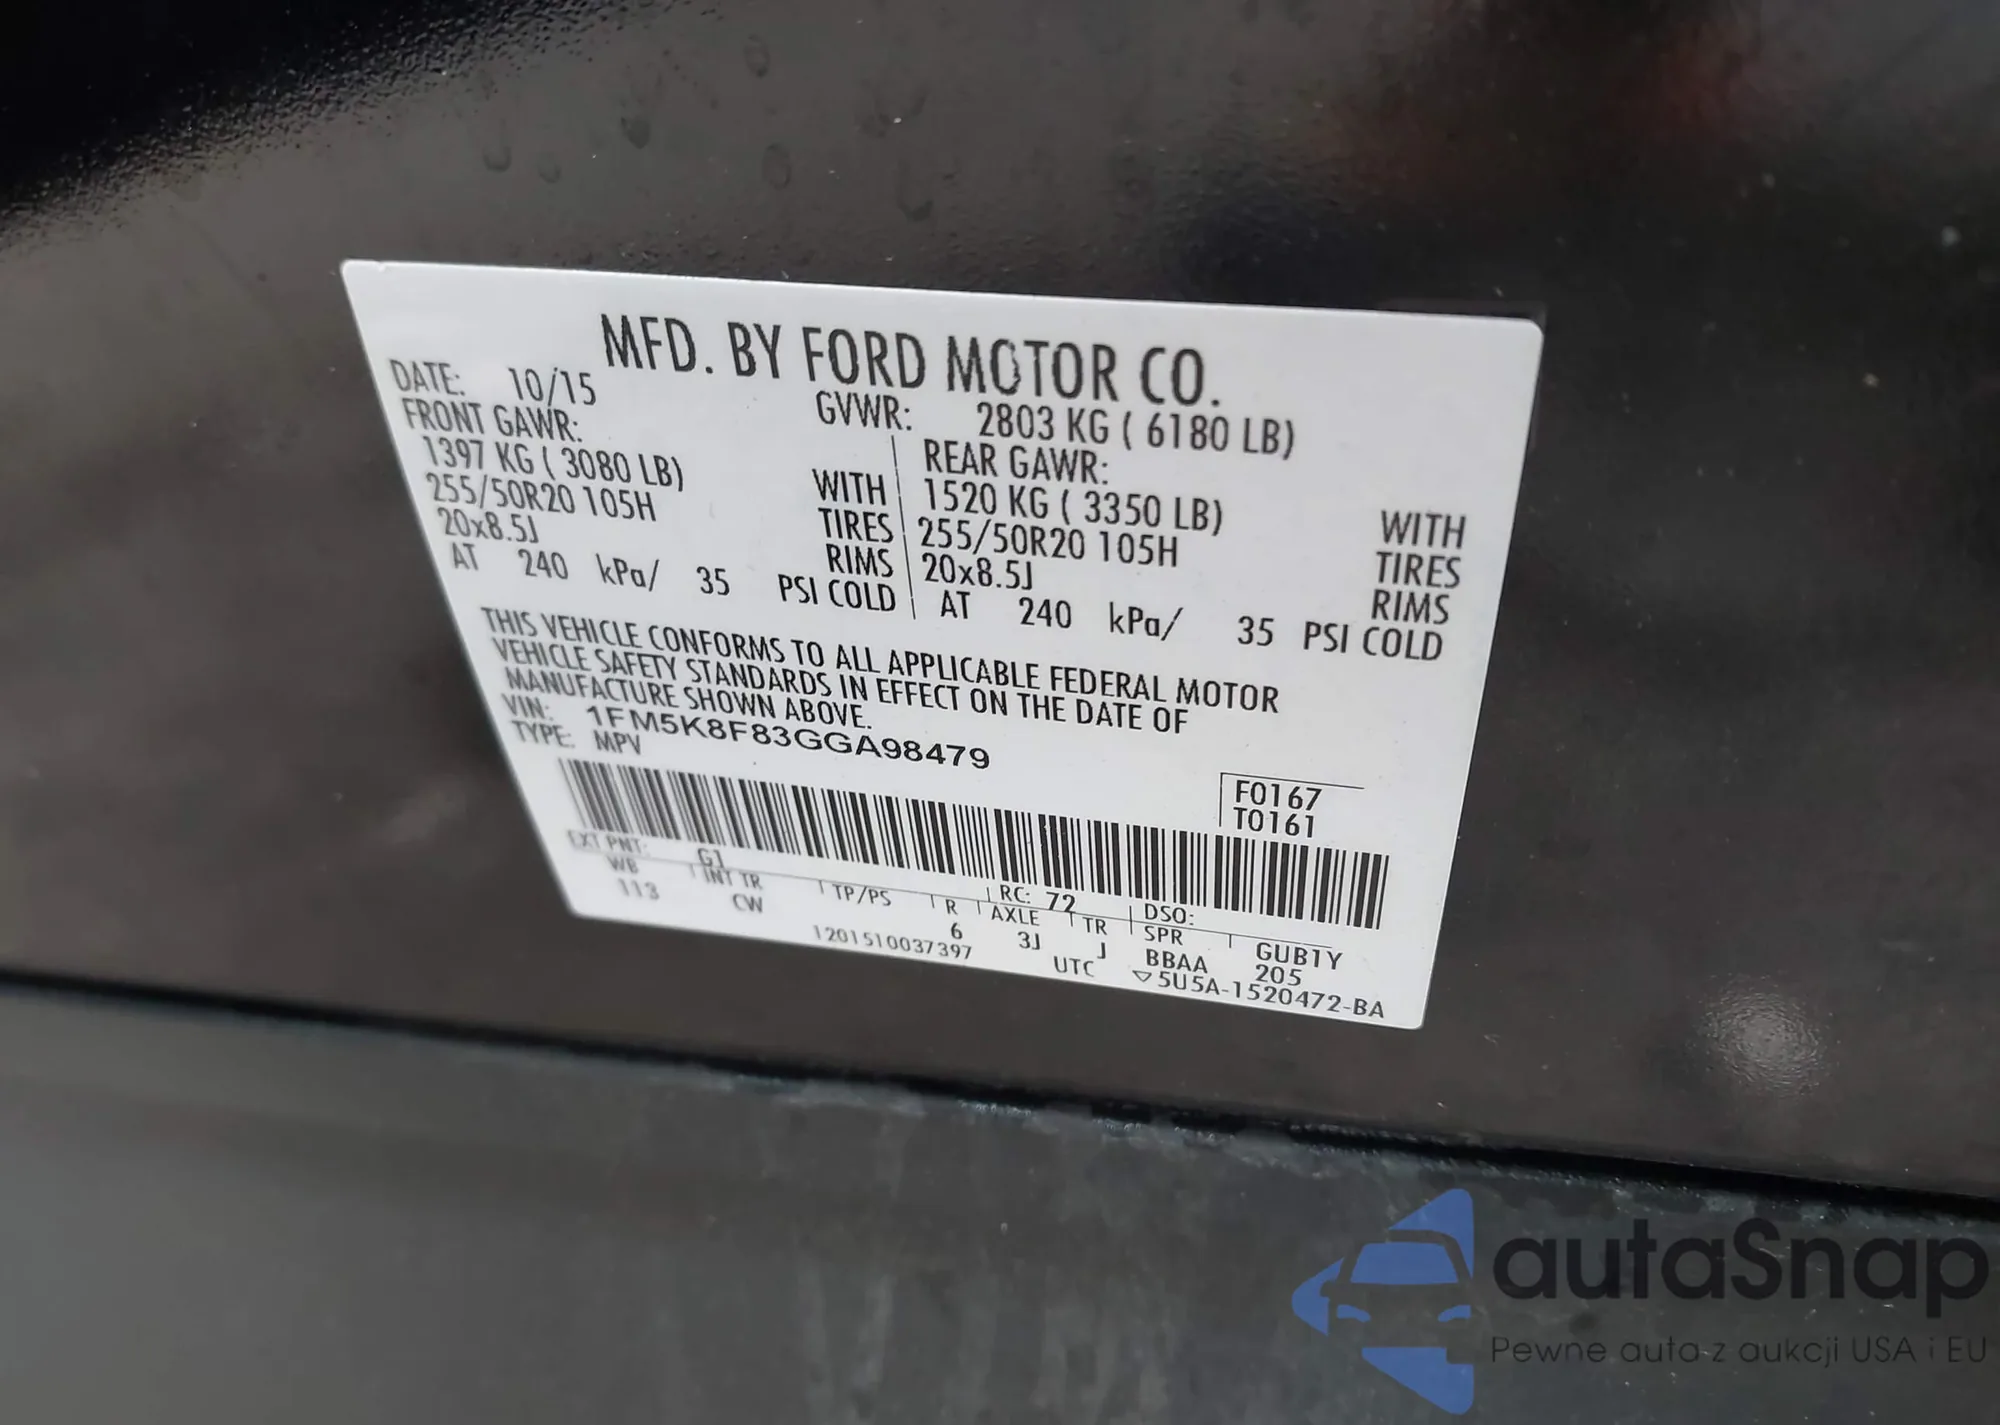 MFD. BY FORD MOTOR CO.
DATE: 10/15 GVWR: 2803 KG ( 6180 LB)
FRONT GAWR: REAR GAWR:
1397 KG ( 3080 LB) WITH 1520 KG ( 3350 LB) WITH
255/50R20 105H TIRES 255/50R20 105H TIRES
20x8.5J RIMS 20x8.5J RIMS
AT 240 kPa/ 35 PSI COLD AT 240 kPa/ 35 PSI COLD
THIS VEHICLE CONFORMS TO ALL APPLICABLE FEDERAL MOTOR
VEHICLE SAFETY STANDARDS IN EFFECT ON THE DATE OF
MANUFACTURE SHOWN ABOVE.
VIN: 1FM5K8F83GGA98479
TYPE: MPV
F0167
T0161
EXT PNT: G1 RC: 72 DSO:
WB INT TR TP/PS R AXLE TR SPR GUB1Y
113 CW 6 3J J BBAA 205
1201510037397 UTC ▽5U5A-1520472-BA
autaSnap
Pewne auta z aukcji USA i EU